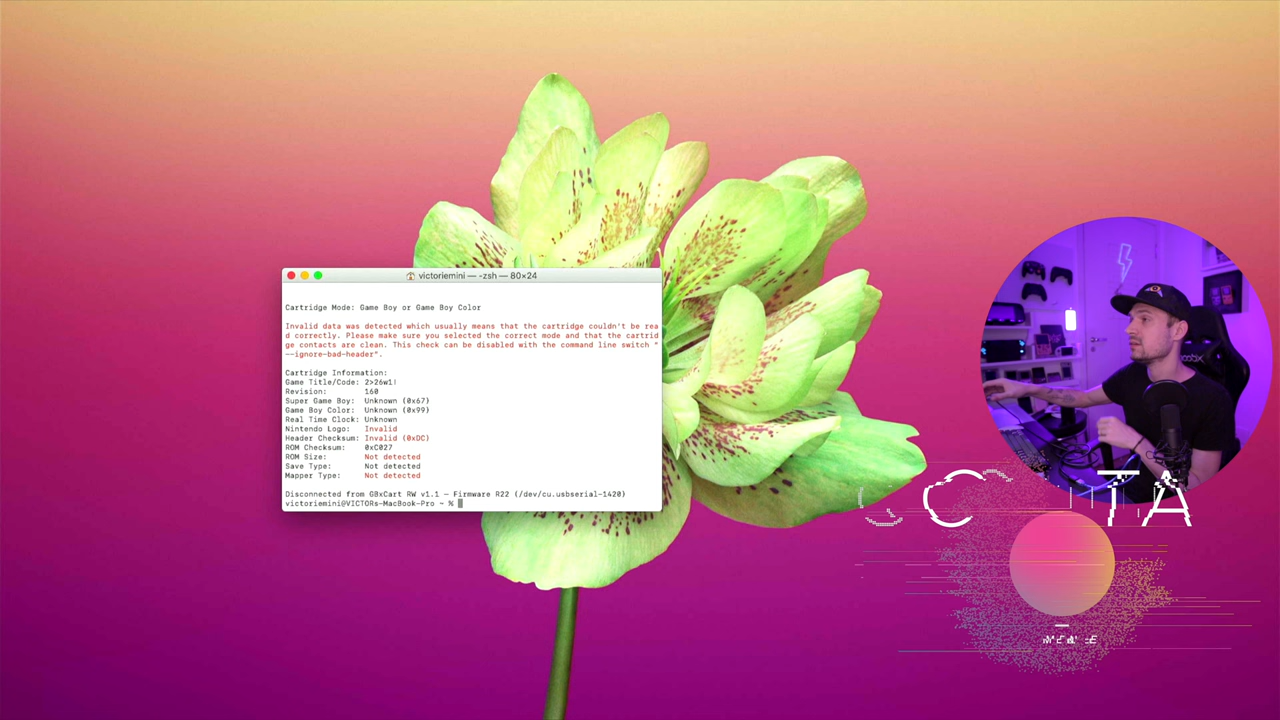 victoriemini — -zsh — 80×24
Cartridge Mode: Game Boy or Game Boy Color
Invalid data was detected which usually means that the cartridge couldn't be rea
d correctly. Please make sure you selected the correct mode and that the cartrid
ge contacts are clean. This check can be disabled with the command line switch "
--ignore-bad-header".
Cartridge Information:
Game Title/Code: 2>26w1|
Revision: 160
Super Game Boy: Unknown (0x67)
Game Boy Color: Unknown (0x99)
Real Time Clock: Unknown
Nintendo Logo: Invalid
Header Checksum: Invalid (0xDC)
ROM Checksum: 0xC027
ROM Size: Not detected
Save Type: Not detected
Mapper Type: Not detected
Disconnected from GBxCart RW v1.1 – Firmware R22 (/dev/cu.usbserial-1420)
victoriemini@VICTORs-MacBook-Pro ~ %